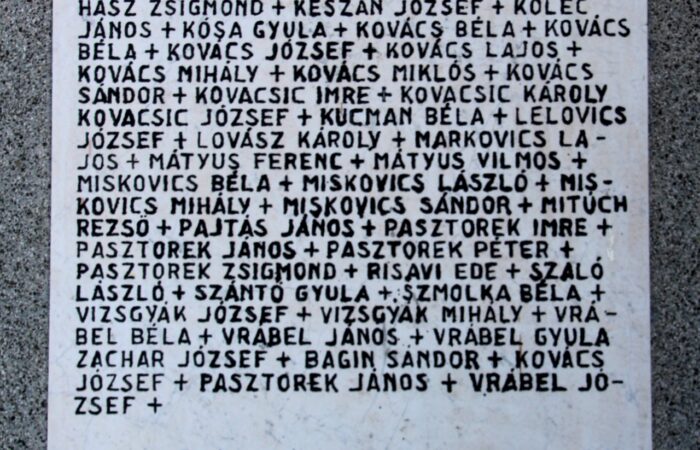 HASZ ZSIGMOND + KESZAN JÓZSEF + KOLEC
JÁNOS + KÓSA GYULA + KOVÁCS BÉLA + KOVÁCS
BÉLA + KOVÁCS JÓZSEF + KOVÁCS LAJOS +
KOVÁCS MIHÁLY + KOVÁCS MIKLÓS + KOVÁCS
SÁNDOR + KOVACSIC IMRE + KOVACSIC KÁROLY
KOVACSIC JÓZSEF + KUCMAN BÉLA + LELOVICS
JÓZSEF + LOVÁSZ KÁROLY + MARKOVICS LA-
JOS + MÁTYUS FERENC + MÁTYUS VILMOS +
MISKOVICS BÉLA + MISKOVICS LÁSZLÓ + MIS-
KOVICS MIHÁLY + MISKOVICS SÁNDOR + MITUCH
REZSŐ + PAJTÁS JÁNOS + PASZTOREK IMRE +
PASZTOREK JÁNOS + PASZTOREK PÉTER +
PASZTOREK ZSIGMOND + RISAVI EDE + SZALÓ
LÁSZLÓ + SZÁNTÓ GYULA + SZMOLKA BÉLA +
VIZSGYÁK JÓZSEF + VIZSGYÁK MIHÁLY + VRÁ-
BEL BÉLA + VRÁBEL JÁNOS + VRÁBEL GYULA
ZACHAR JÓZSEF + BAGIN SÁNDOR + KOVÁCS
JÓZSEF + PASZTOREK JÁNOS + VRÁBEL JÓ-
ZSEF +